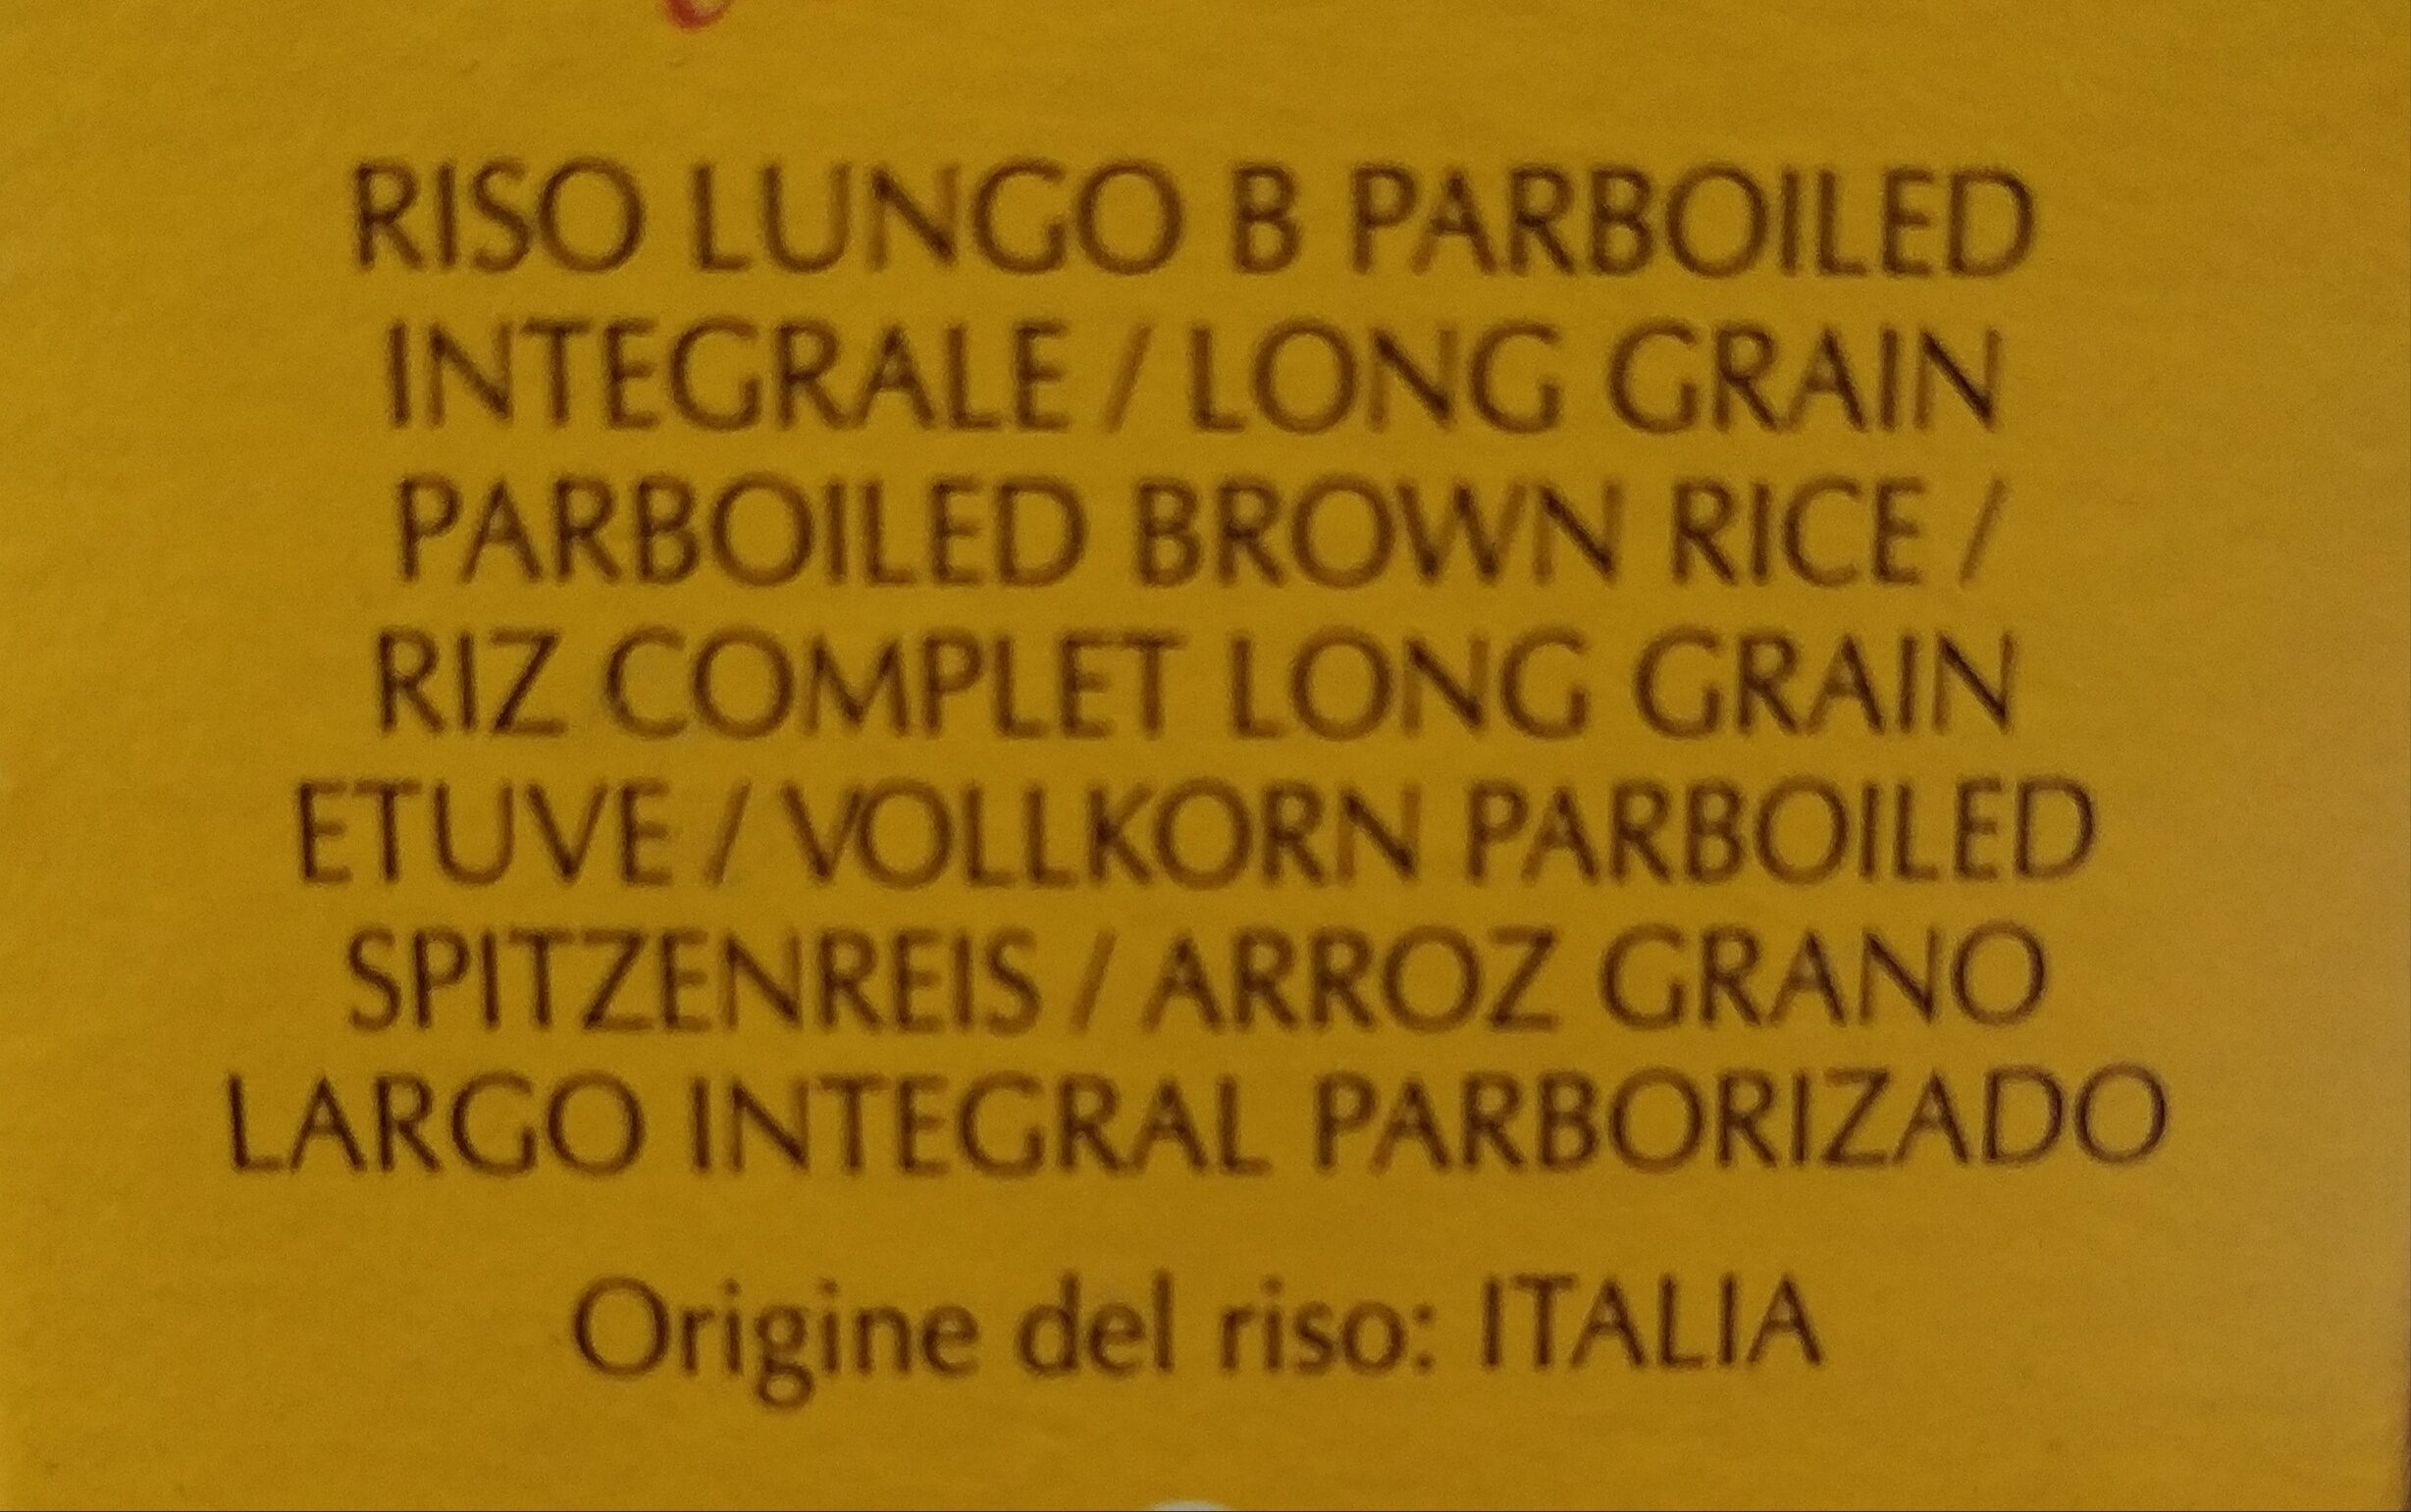 RISO LUNGO B PARBOILED
INTEGRALE / LONG GRAIN
PARBOILED BROWN RICE /
RIZ COMPLET LONG GRAIN
ETUVE / VOLLKORN PARBOILED
SPITZENREIS / ARROZ GRANO
LARGO INTEGRAL PARBORIZADO
Origine del riso: ITALIA